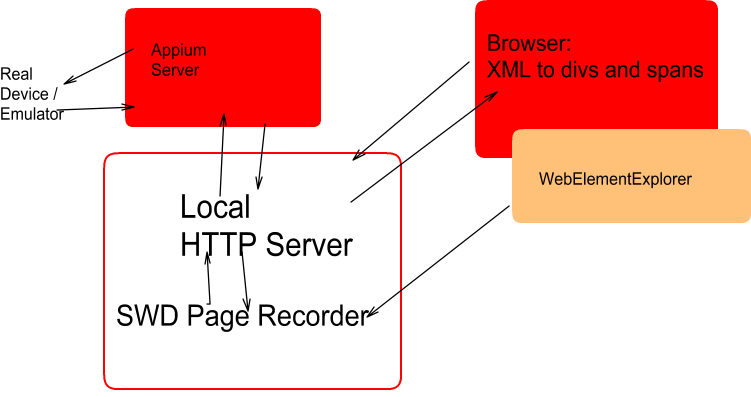 Appium
Server
Browser:
XML to divs and spans
Real
Device /
Emulator
WebElementExplorer
Local
HTTP Server
SWD Page Recorder